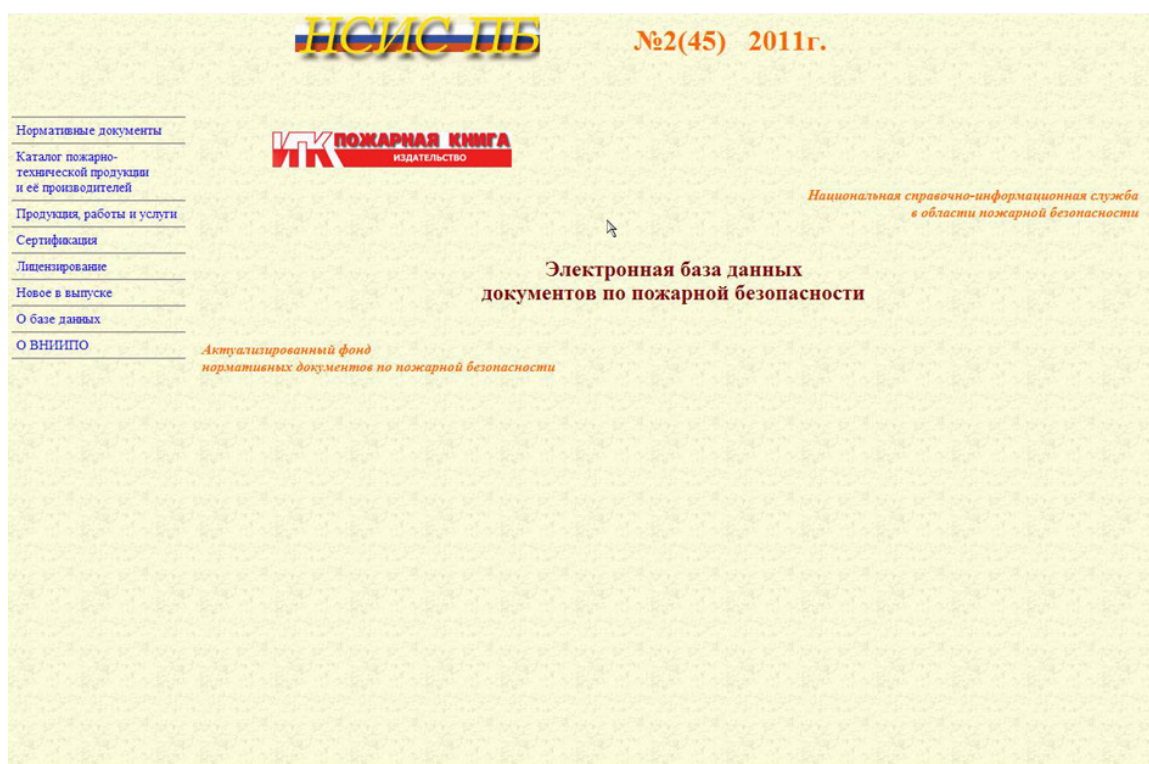 НСИС ПБ
№2(45) 2011г.
Нормативные документы
Каталог пожарно-
технической продукции
и её производителей
Продукция, работы и услуги
Сертификация
Лицензирование
Новое в выпуске
О базе данных
О ВНИИПО
ИПК ПОЖАРНАЯ КНИГА
ИЗДАТЕЛЬСТВО
Национальная справочно-информационная служба
в области пожарной безопасности
Электронная база данных
документов по пожарной безопасности
Актуализированный фонд
нормативных документов по пожарной безопасности